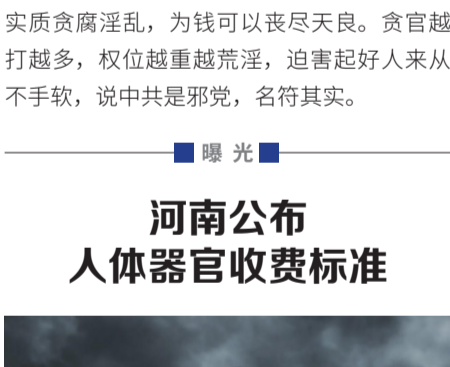 实质贪腐淫乱，为钱可以丧尽天良。贪官越
打越多，权位越重越荒淫，迫害起好人来从
不手软，说中共是邪党，名符其实。
曝光
河南公布
人体器官收费标准